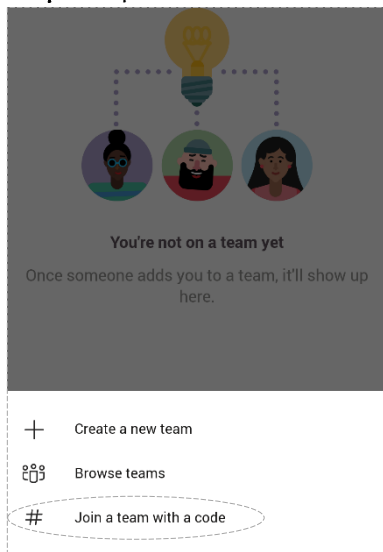 You're not on a team yet
Once someone adds you to a team, it'll show up
here.
Create a new team
Browse teams
# Join a team with a code